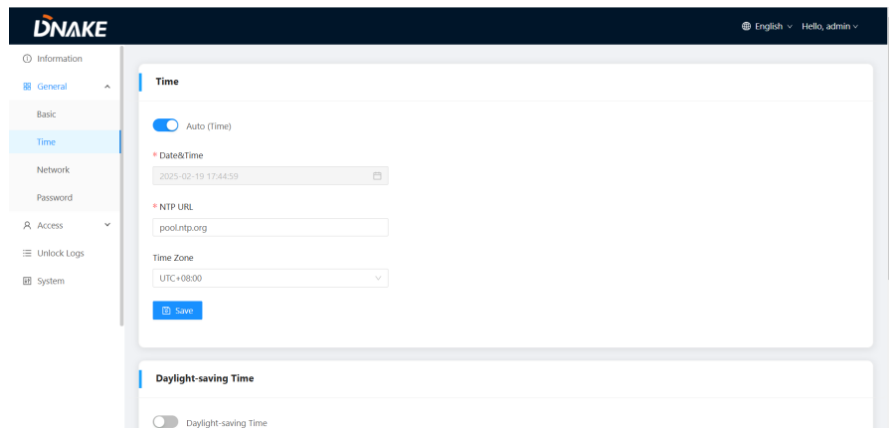 DNAKE
English
Hello, admin
Information
General
Basic
Time
Network
Password
Access
Unlock Logs
System
Time
Auto (Time)
* Date&Time
2025-02-19 17:44:59
* NTP URL
pool.ntp.org
Time Zone
UTC+08:00
Save
Daylight-saving Time
Daylight-saving Time